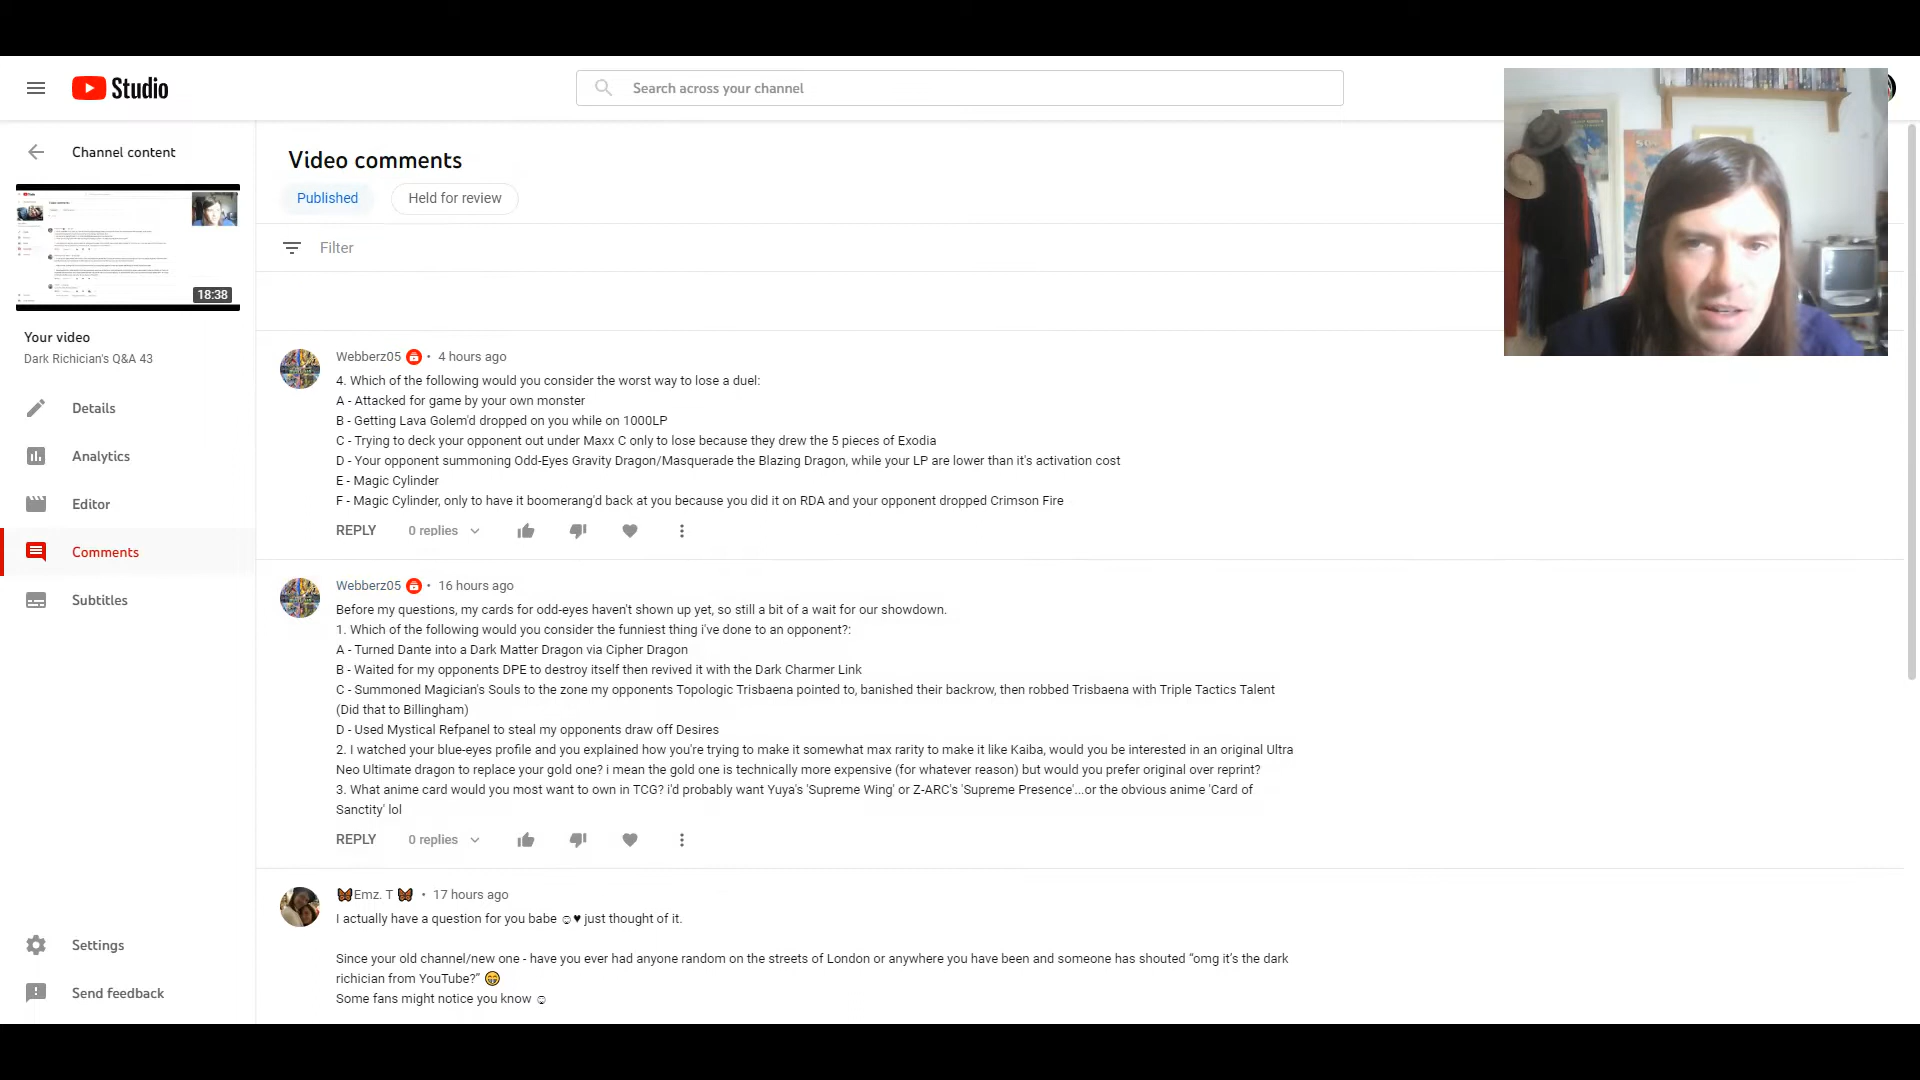 Studio
Search across your channel
Channel content
18:38
Your video
Dark Richician's Q&A 43
Details
Analytics
Editor
Comments
Subtitles
Settings
Send feedback
Video comments
Published
Held for review
Filter
Webberz05 • 4 hours ago
4. Which of the following would you consider the worst way to lose a duel:
A - Attacked for game by your own monster
B - Getting Lava Golem'd dropped on you while on 1000LP
C - Trying to deck your opponent out under Maxx C only to lose because they drew the 5 pieces of Exodia
D - Your opponent summoning Odd-Eyes Gravity Dragon/Masquerade the Blazing Dragon, while your LP are lower than it's activation cost
E - Magic Cylinder
F - Magic Cylinder, only to have it boomerang'd back at you because you did it on RDA and your opponent dropped Crimson Fire
REPLY 0 replies
Webberz05 • 16 hours ago
Before my questions, my cards for odd-eyes haven't shown up yet, so still a bit of a wait for our showdown.
1. Which of the following would you consider the funniest thing i've done to an opponent?:
A - Turned Dante into a Dark Matter Dragon via Cipher Dragon
B - Waited for my opponents DPE to destroy itself then revived it with the Dark Charmer Link
C - Summoned Magician's Souls to the zone my opponents Topologic Trisbaena pointed to, banished their backrow, then robbed Trisbaena with Triple Tactics Talent
(Did that to Billingham)
D - Used Mystical Refpanel to steal my opponents draw off Desires
2. I watched your blue-eyes profile and you explained how you're trying to make it somewhat max rarity to make it like Kaiba, would you be interested in an original Ultra
Neo Ultimate dragon to replace your gold one? i mean the gold one is technically more expensive (for whatever reason) but would you prefer original over reprint?
3. What anime card would you most want to own in TCG? i'd probably want Yuya's 'Supreme Wing' or Z-ARC's 'Supreme Presence'...or the obvious anime 'Card of
Sanctity' lol
REPLY 0 replies
🦋Emz. T 🦋 • 17 hours ago
I actually have a question for you babe ☺♥ just thought of it.
Since your old channel/new one - have you ever had anyone random on the streets of London or anywhere you have been and someone has shouted “omg it’s the dark
richician from YouTube?” 😁
Some fans might notice you know ☺